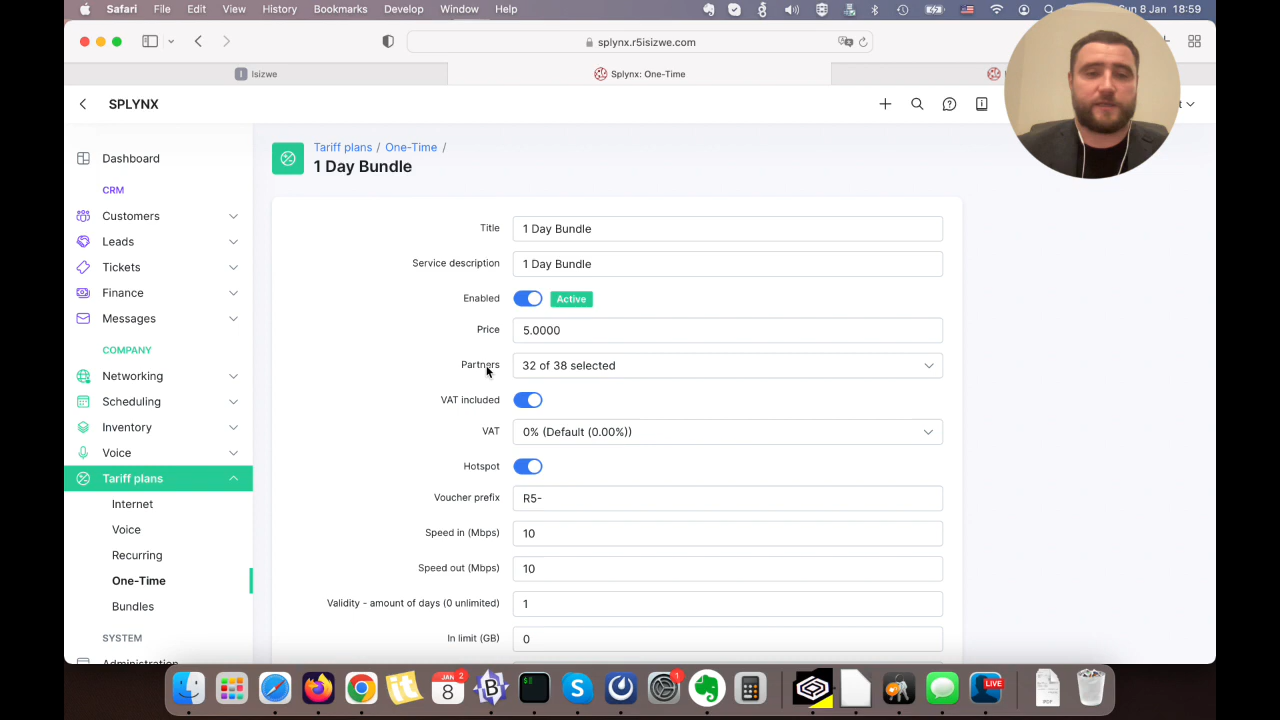 Safari File Edit View History Bookmarks Develop Window Help Sun 8 Jan 18:59
splynx.r5isizwe.com
I Isizwe
Splynx: One-Time
SPLYNX
Tariff plans / One-Time /
1 Day Bundle
Dashboard
CRM
Customers
Leads
Tickets
Finance
Messages
COMPANY
Networking
Scheduling
Inventory
Voice
Tariff plans
Internet
Voice
Recurring
One-Time
Bundles
SYSTEM
Administration
Title 1 Day Bundle
Service description 1 Day Bundle
Enabled Active
Price 5.0000
Partners 32 of 38 selected
VAT included
VAT 0% (Default (0.00%))
Hotspot
Voucher prefix R5-
Speed in (Mbps) 10
Speed out (Mbps) 10
Validity - amount of days (0 unlimited) 1
In limit (GB) 0
JAN 2
8
1
LIVE
PDF